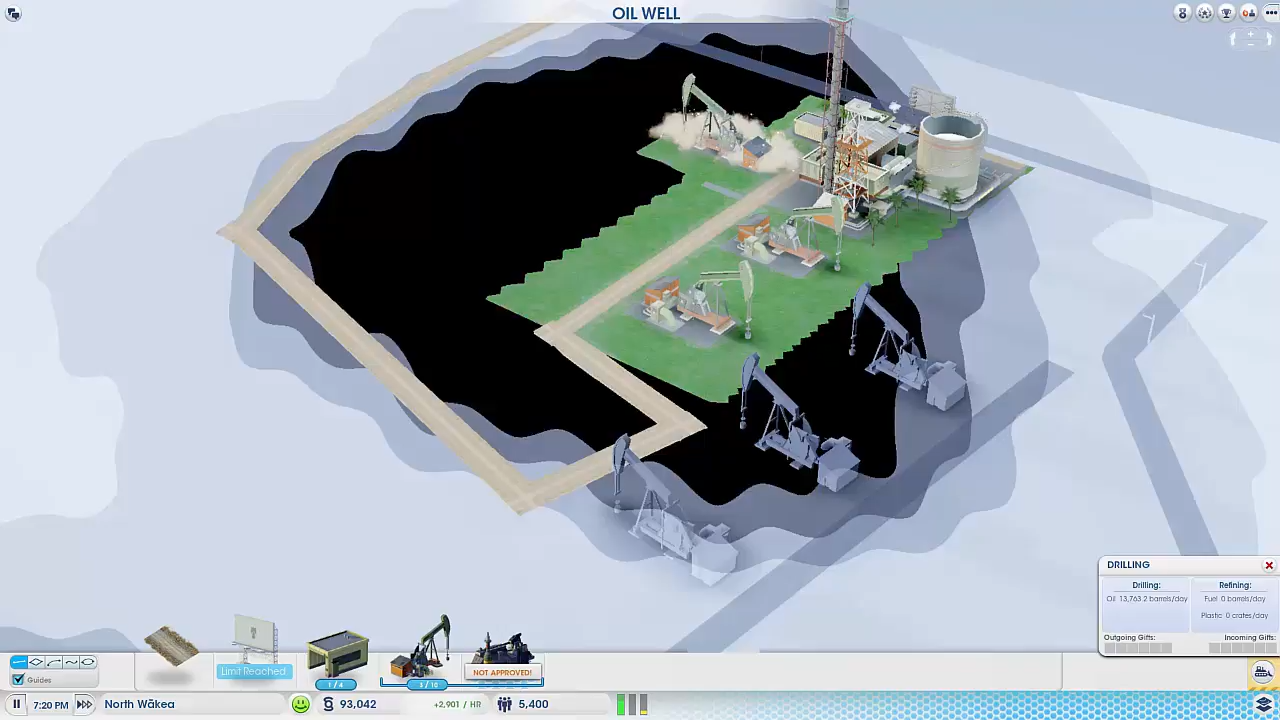 OIL WELL
DRILLING
Drilling:
Refining:
Oil 13,763.2 barrels/day
Fuel 0 barrels/day
Plastic 0 crates/day
Outgoing Gifts:
Incoming Gifts:
Limit Reached
NOT APPROVED!
Guides
1 / 4
3 / 10
7:20 PM
North Wākea
93,042
+2,901 / HR
5,400